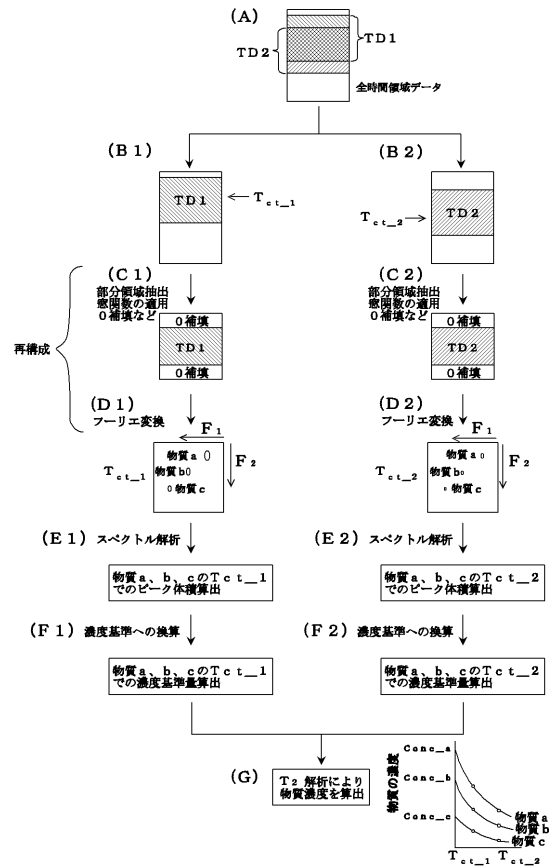 (A)
TD1
TD2
全時間領域データ
(B1)
(B2)
TD1
Tct_1
Tct_2
TD2
(C1)
部分領域抽出
窓関数の適用
0補填など
(C2)
部分領域抽出
窓関数の適用
0補填など
0補填
TD1
0補填
0補填
TD2
0補填
再構成
(D1)
フーリエ変換
(D2)
フーリエ変換
F1
F2
Tct_1
物質a
物質b
物質c
F1
F2
Tct_2
物質a
物質b
物質c
(E1) スペクトル解析
(E2) スペクトル解析
物質a、b、cのTct_1
でのピーク体積算出
物質a、b、cのTct_2
でのピーク体積算出
(F1) 濃度基準への換算
(F2) 濃度基準への換算
物質a、b、cのTct_1
での濃度基準量算出
物質a、b、cのTct_2
での濃度基準量算出
(G)
T2 解析により
物質濃度を算出
物質の濃度
Conc_a
Conc_b
Conc_c
物質a
物質b
物質c
Tct_1
Tct_2